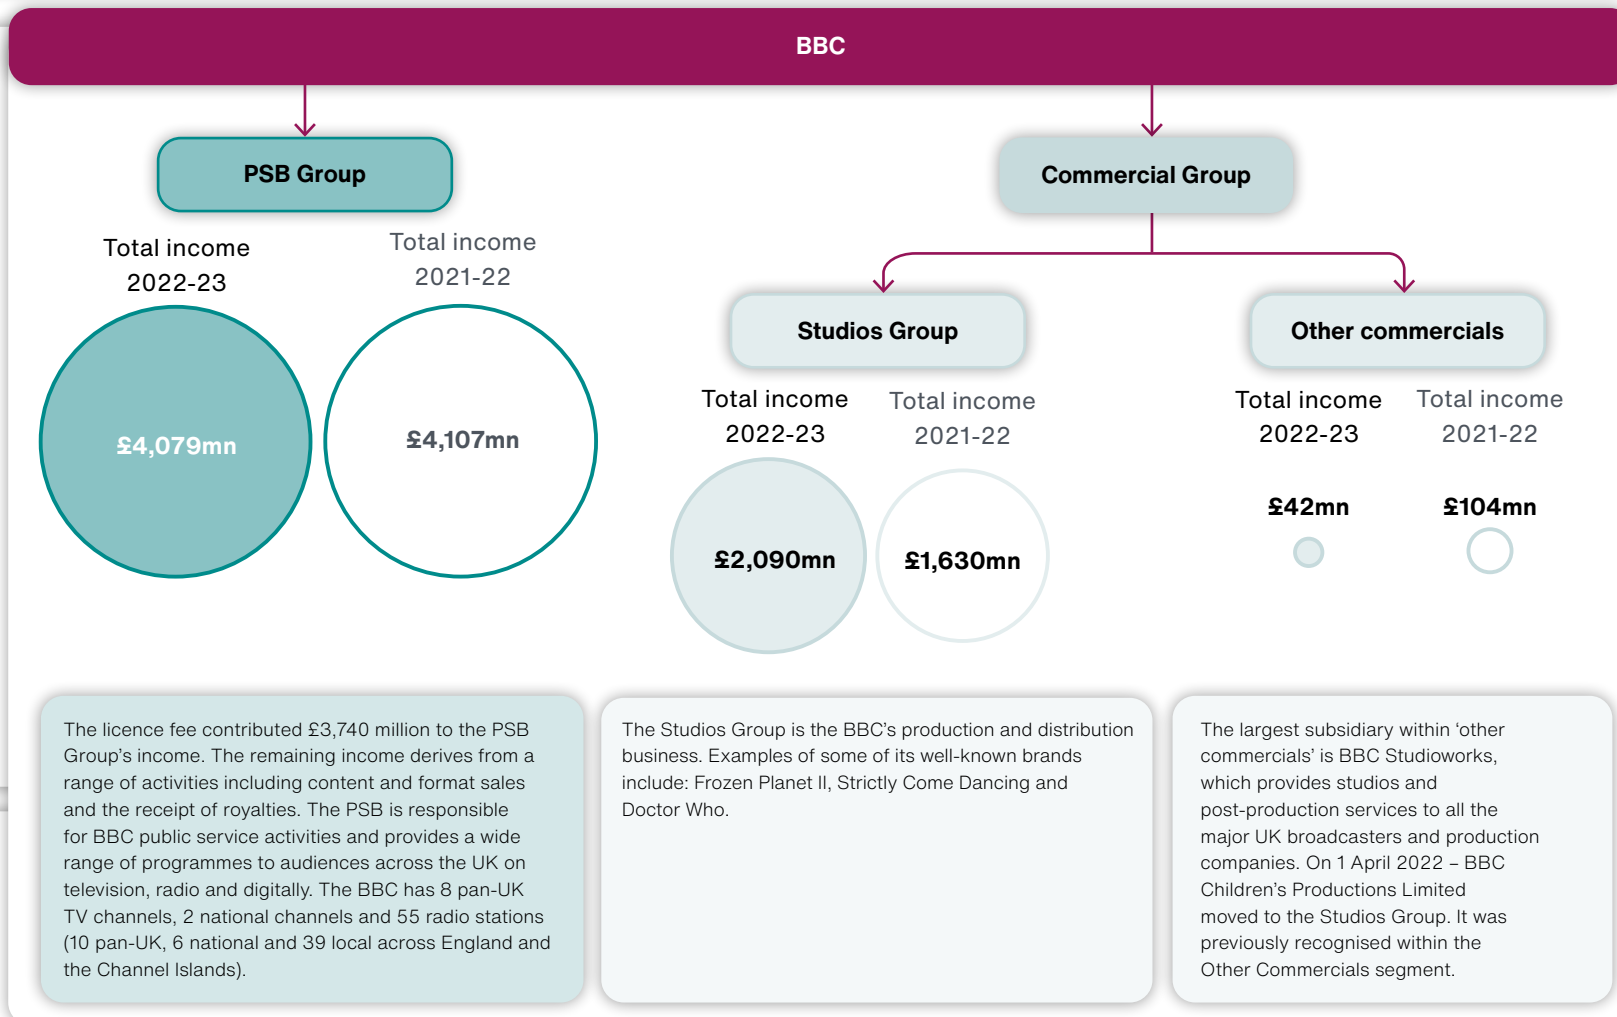 BBC
PSB Group
Commercial Group
Total income
2022-23
Total income
2021-22
£4,079mn
£4,107mn
Studios Group
Other commercials
Total income
2022-23
Total income
2021-22
£2,090mn
£1,630mn
Total income
2022-23
Total income
2021-22
£42mn
£104mn
The licence fee contributed £3,740 million to the PSB
Group's income. The remaining income derives from a
range of activities including content and format sales
and the receipt of royalties. The PSB is responsible
for BBC public service activities and provides a wide
range of programmes to audiences across the UK on
television, radio and digitally. The BBC has 8 pan-UK
TV channels, 2 national channels and 55 radio stations
(10 pan-UK, 6 national and 39 local across England and
the Channel Islands).
The Studios Group is the BBC's production and distribution
business. Examples of some of its well-known brands
include: Frozen Planet II, Strictly Come Dancing and
Doctor Who.
The largest subsidiary within 'other
commercials' is BBC Studioworks,
which provides studios and
post-production services to all the
major UK broadcasters and production
companies. On 1 April 2022 – BBC
Children's Productions Limited
moved to the Studios Group. It was
previously recognised within the
Other Commercials segment.